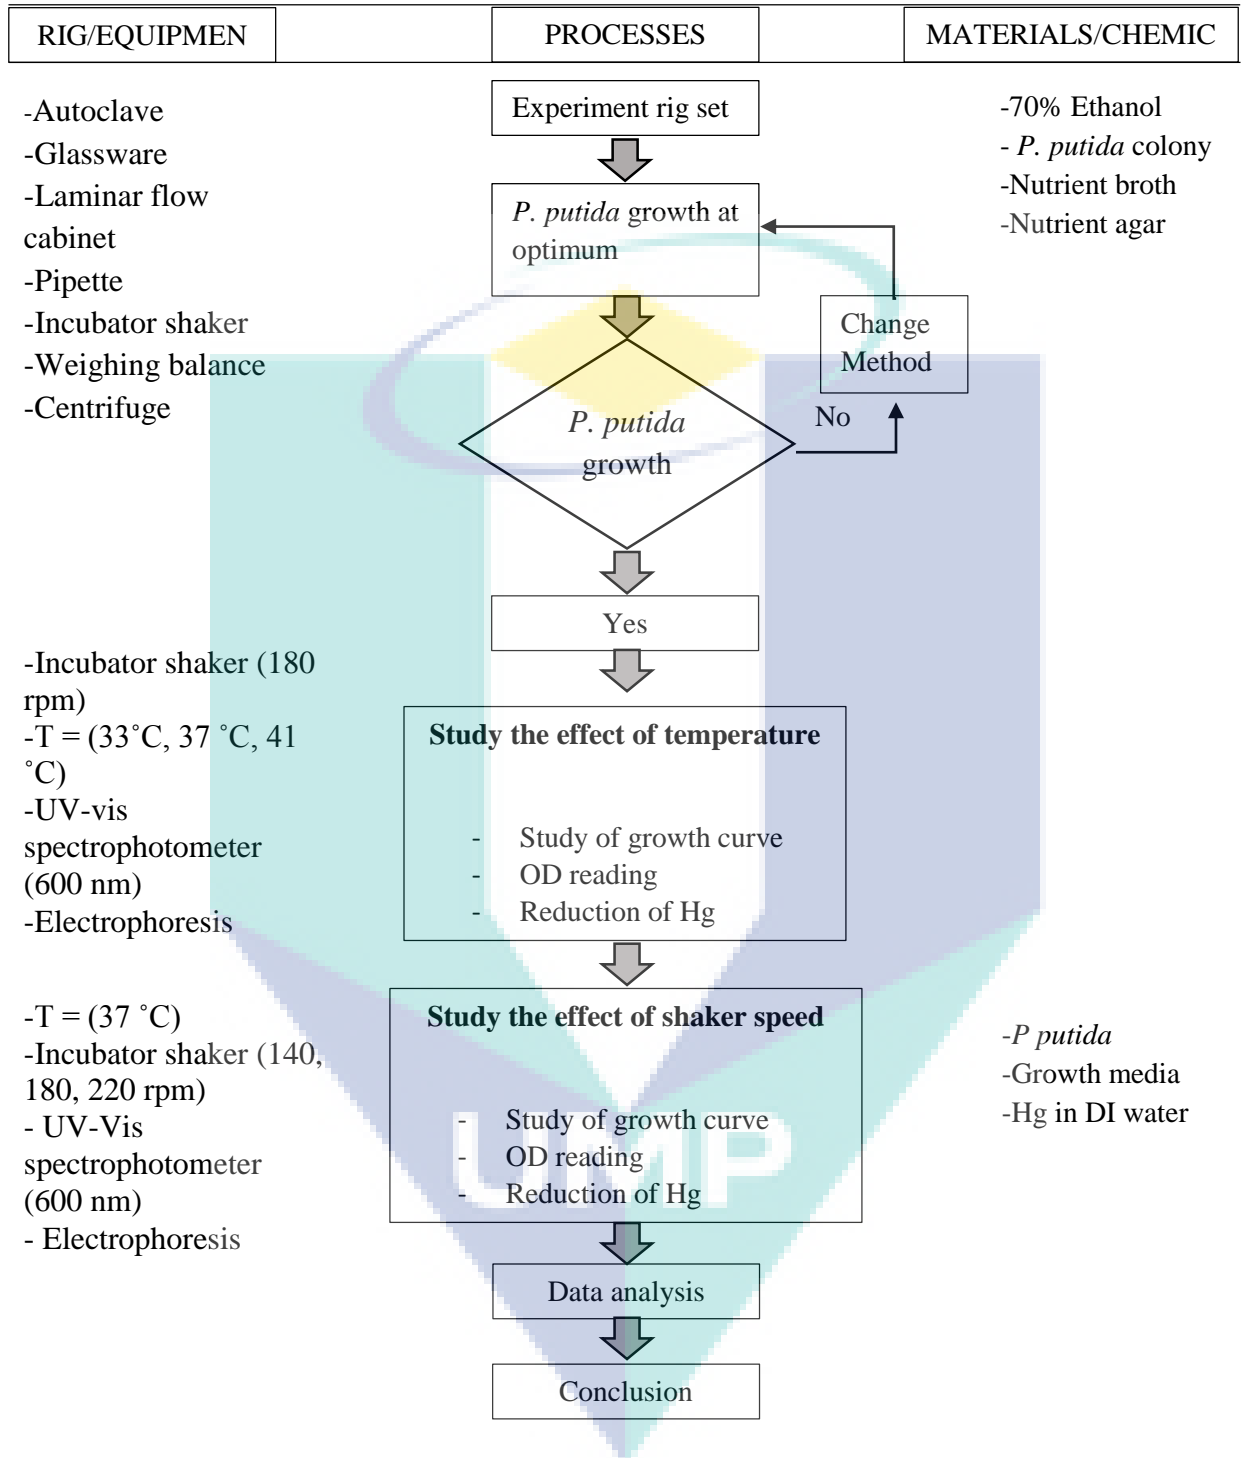 RIG/EQUIPMEN
PROCESSES
MATERIALS/CHEMIC
-Autoclave
-Glassware
-Laminar flow
cabinet
-Pipette
-Incubator shaker
-Weighing balance
-Centrifuge
Experiment rig set
P. putida growth at
optimum
-70% Ethanol
- P. putida colony
-Nutrient broth
-Nutrient agar
Change
Method
No
P. putida
growth
Yes
-Incubator shaker (180
rpm)
-T = (33˚C, 37 ˚C, 41
˚C)
-UV-vis
spectrophotometer
(600 nm)
-Electrophoresis
Study the effect of temperature
- Study of growth curve
- OD reading
- Reduction of Hg
-T = (37 ˚C)
-Incubator shaker (140,
180, 220 rpm)
- UV-Vis
spectrophotometer
(600 nm)
- Electrophoresis
Study the effect of shaker speed
- Study of growth curve
- OD reading
- Reduction of Hg
-P putida
-Growth media
-Hg in DI water
UMP
Data analysis
Conclusion